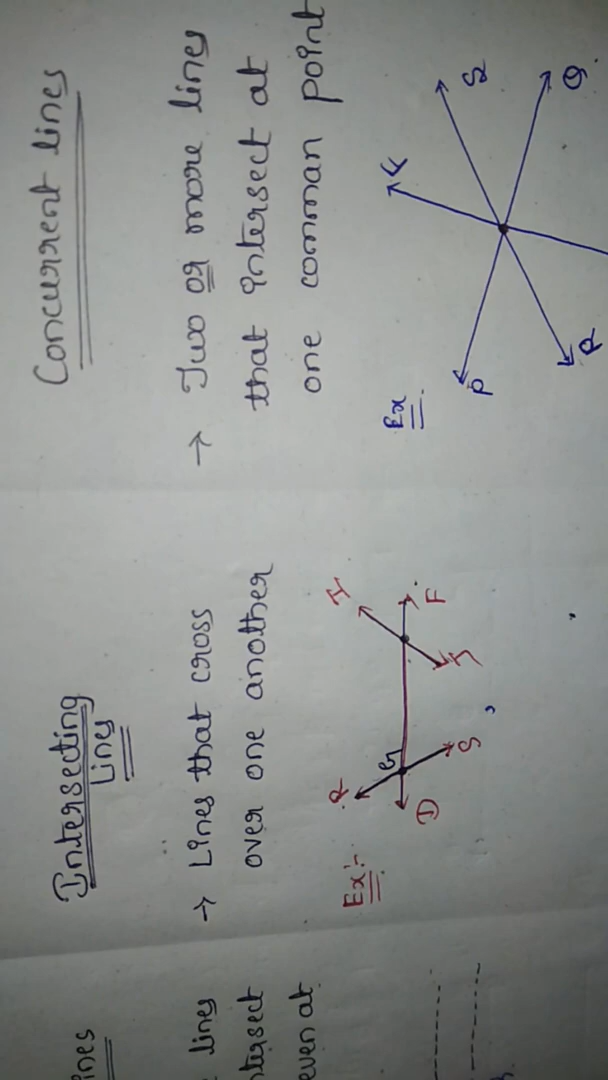 ines
lines
ntersect
even at
Intersecting
Lines
→ Lines that cross
over one another
Ex:-
R
D
S
I
F
J
,
Concurrent lines
→ Two or more lines
that intersect at
one comman point
Ex.
P
R
S
Q